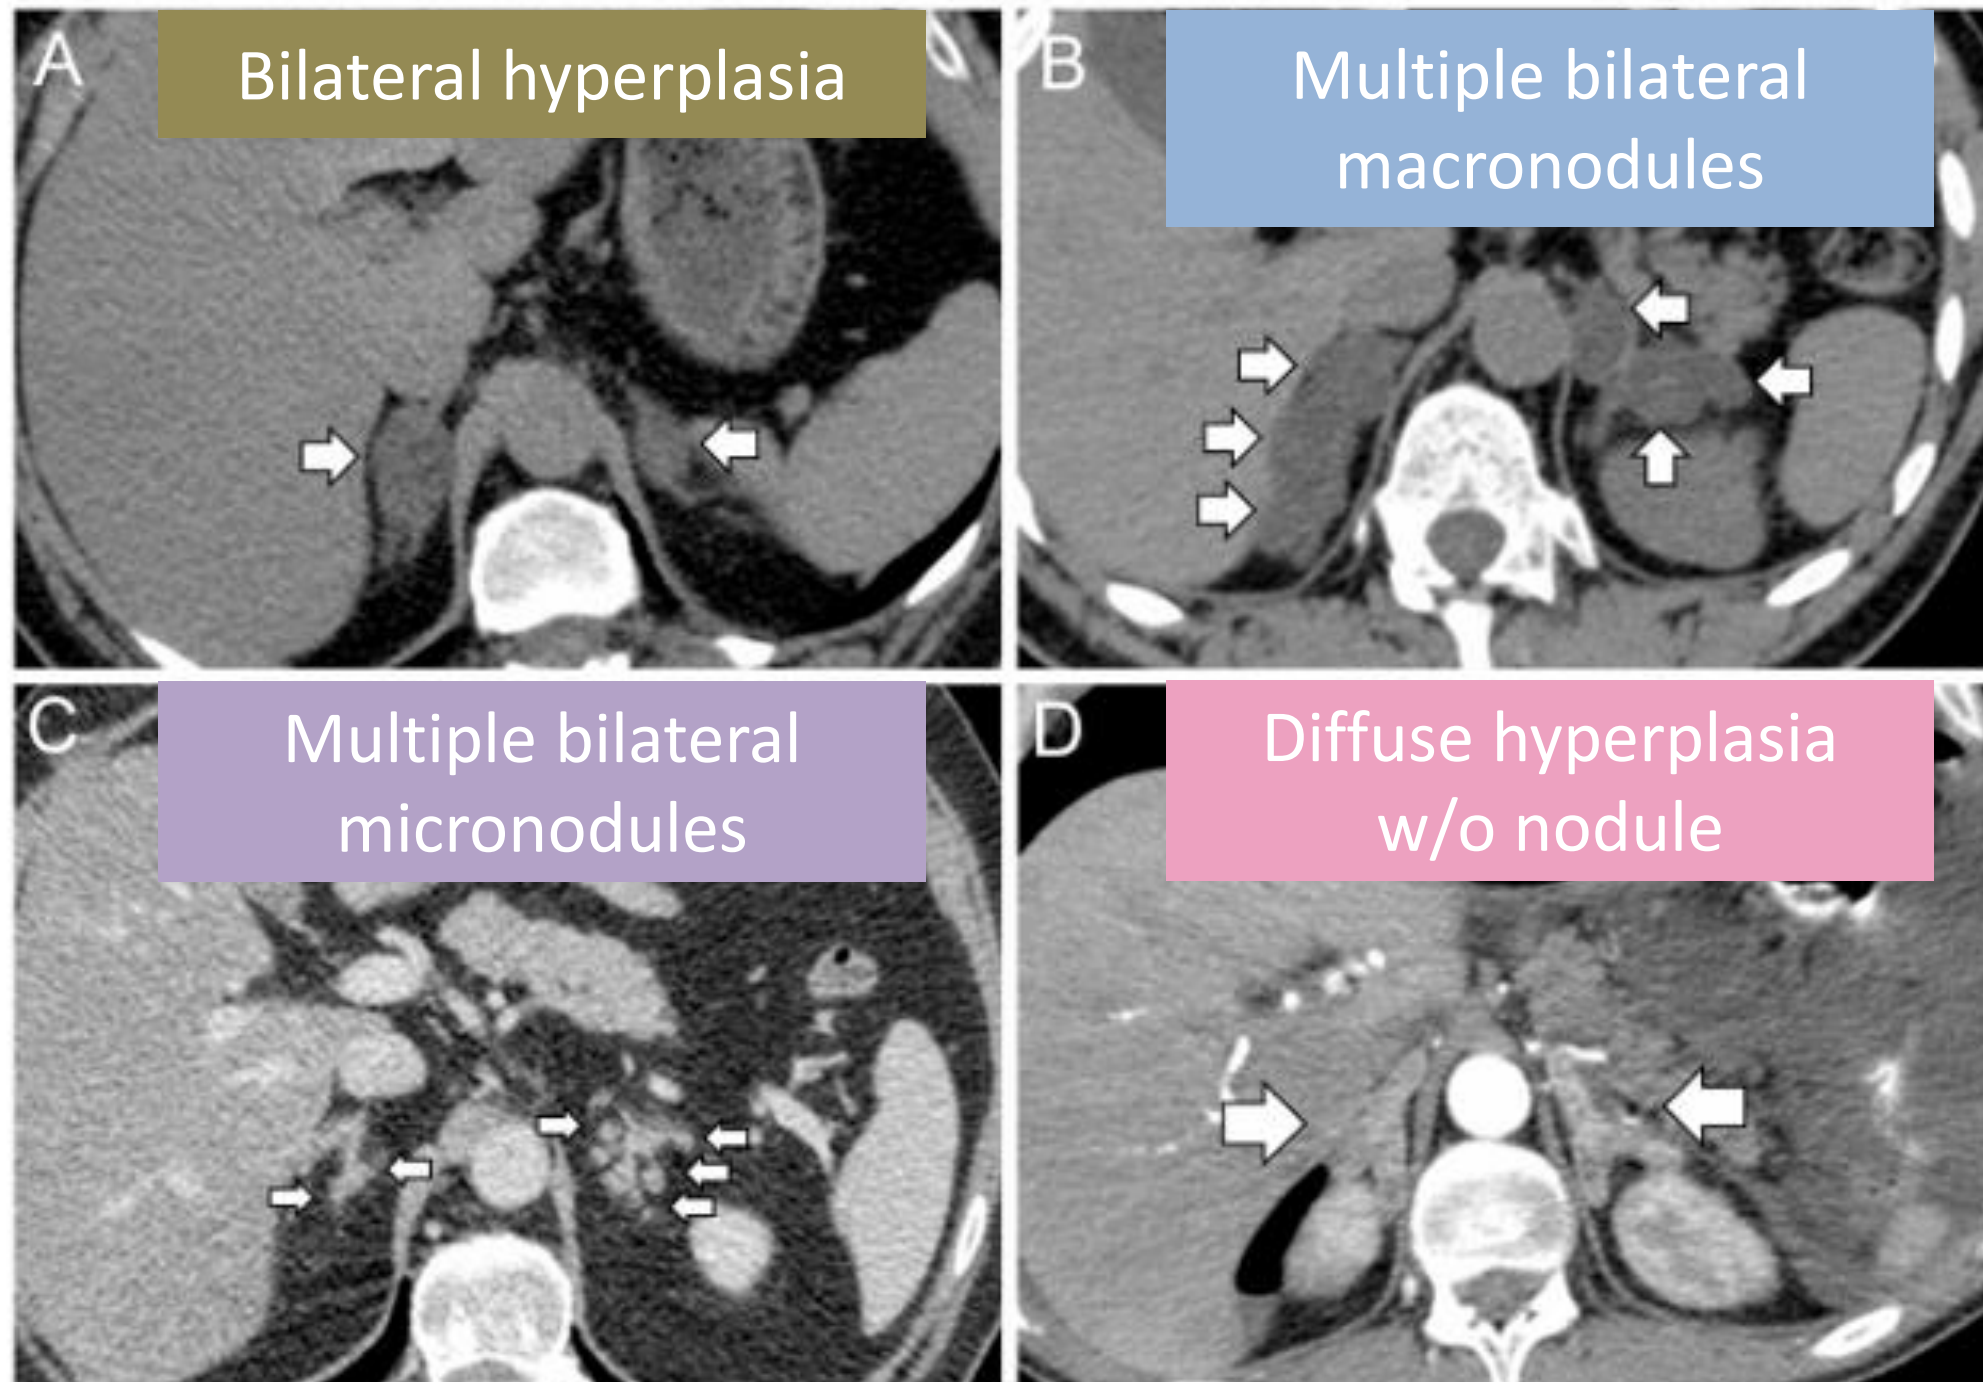 A
Bilateral hyperplasia
B
Multiple bilateral
macronodules
C
Multiple bilateral
micronodules
D
Diffuse hyperplasia
w/o nodule